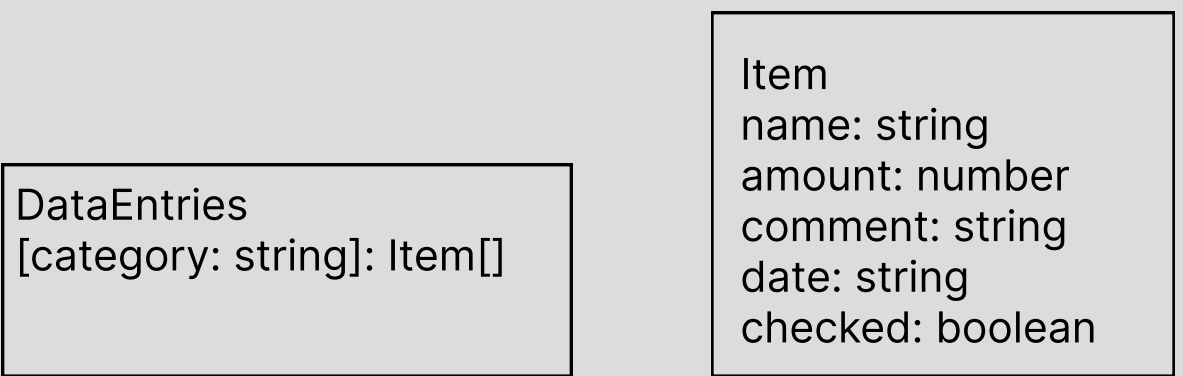 DataEntries
[category: string]: Item[]
Item
name: string
amount: number
comment: string
date: string
checked: boolean